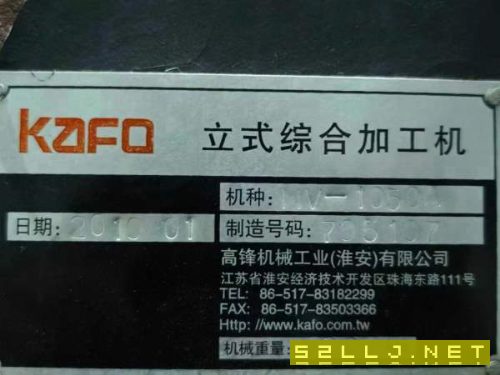 KAFO 立式综合加工机
机种:
日期: 2010 01 制造号码:
高锋机械工业(淮安)有限公司
江苏省淮安经济技术开发区珠海东路111号
TEL: 86-517-83182299
FAX: 86-517-83503366
Http: //www.kafo.com.tw
机械重量:
52LLJ.NET